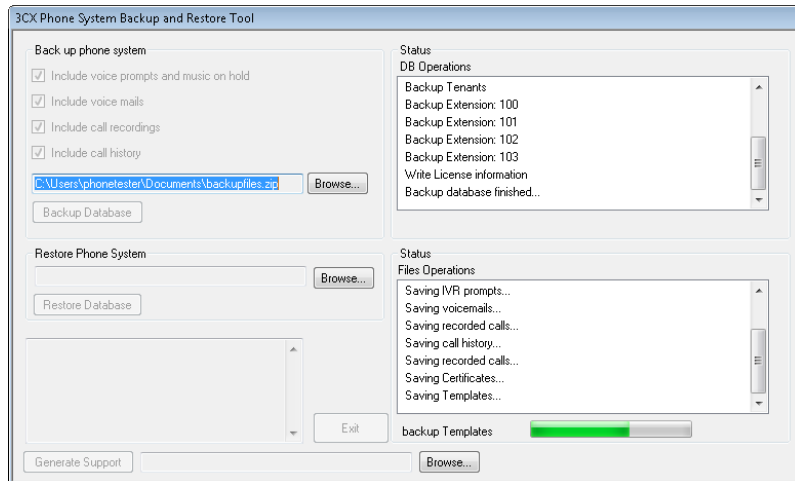 3CX Phone System Backup and Restore Tool
Back up phone system
Include voice prompts and music on hold
Include voice mails
Include call recordings
Include call history
C:\Users\phonetester\Documents\backupfiles.zip
Browse...
Backup Database
Status
DB Operations
Backup Tenants
Backup Extension: 100
Backup Extension: 101
Backup Extension: 102
Backup Extension: 103
Write License information
Backup database finished...
Restore Phone System
Browse...
Restore Database
Status
Files Operations
Saving IVR prompts...
Saving voicemails...
Saving recorded calls...
Saving call history...
Saving recorded calls...
Saving Certificates...
Saving Templates...
Exit
backup Templates
Generate Support
Browse...